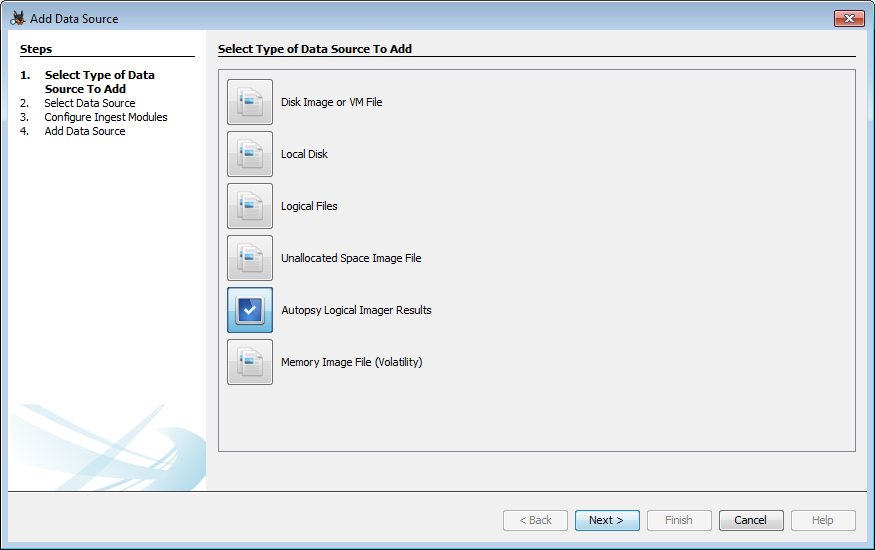 Add Data Source
Steps
1. Select Type of Data
Source To Add
2. Select Data Source
3. Configure Ingest Modules
4. Add Data Source
Select Type of Data Source To Add
Disk Image or VM File
Local Disk
Logical Files
Unallocated Space Image File
Autopsy Logical Imager Results
Memory Image File (Volatility)
< Back
Next >
Finish
Cancel
Help